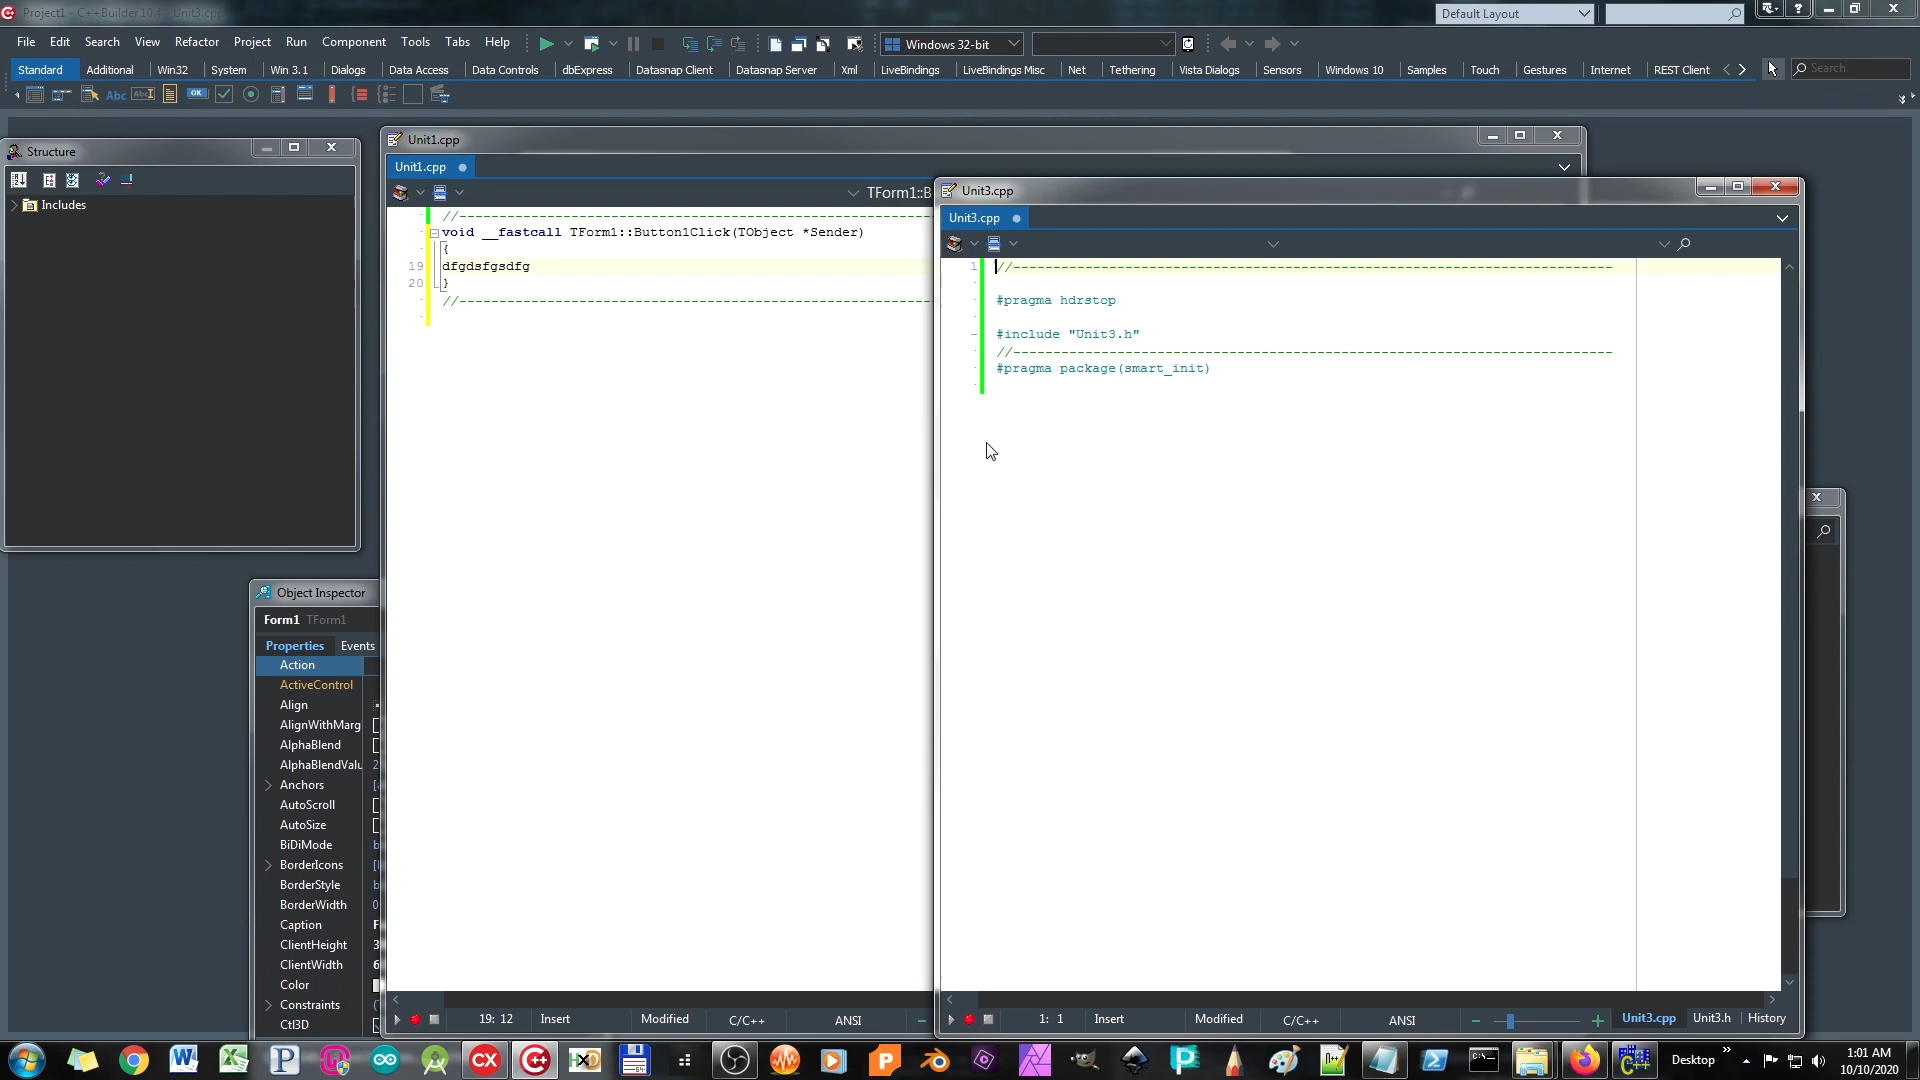 Project1 - C++Builder 10.4 - Unit3.cpp
Default Layout
File Edit Search View Refactor Project Run Component Tools Tabs Help
Windows 32-bit
Standard Additional Win32 System Win 3.1 Dialogs Data Access Data Controls dbExpress Datasnap Client Datasnap Server Xml LiveBindings LiveBindings Misc Net Tethering Vista Dialogs Sensors Windows 10 Samples Touch Gestures Internet REST Client
Search
Abc
OK
Structure
Includes
Unit1.cpp
Unit1.cpp
TForm1::B
//
void __fastcall TForm1::Button1Click(TObject *Sender)
{
19 dfgdsfgsdfg
20 }
//
19: 12 Insert Modified C/C++ ANSI
Unit3.cpp
Unit3.cpp
1 //---------------------------------------------------------------------------
#pragma hdrstop
#include "Unit3.h"
//---------------------------------------------------------------------------
#pragma package(smart_init)
1: 1 Insert Modified C/C++ ANSI
Unit3.cpp Unit3.h History
Object Inspector
Form1 TForm1
Properties Events
Action
ActiveControl
Align
AlignWithMarg
AlphaBlend
AlphaBlendValu 2
Anchors
AutoScroll
AutoSize
BiDiMode b
BorderIcons
BorderStyle b
BorderWidth 0
Caption F
ClientHeight 3
ClientWidth 6
Color
Constraints
Ctl3D
Desktop
1:01 AM
10/10/2020